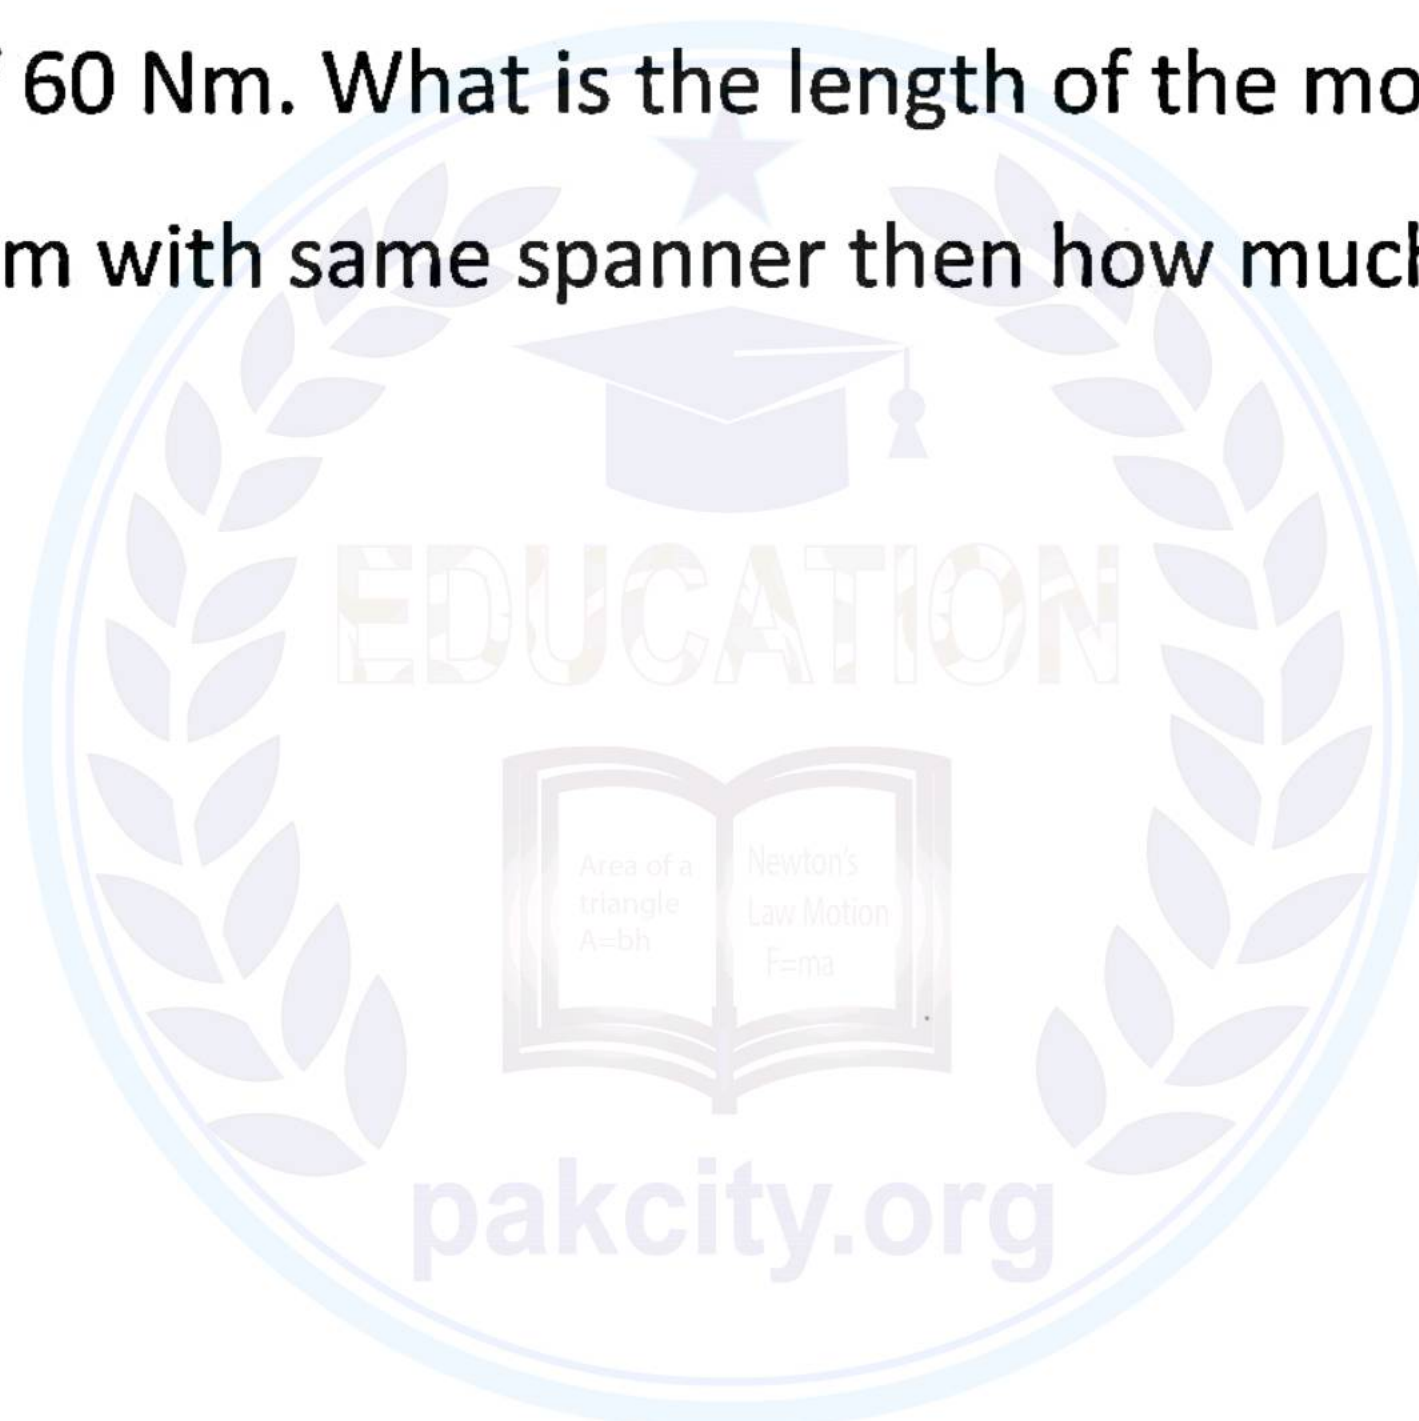 60 Nm. What is the length of the mo
m with same spanner then how much
EDUCATION
Area of a
triangle
A=bh
Newton's
Law Motion
F=ma
pakcity.org